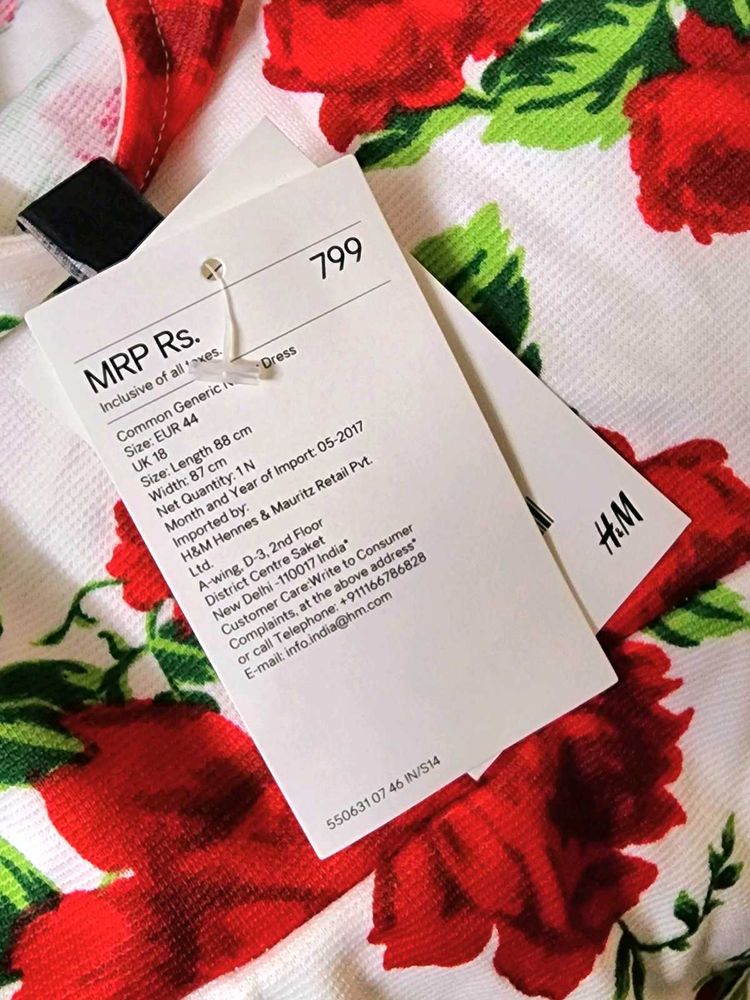 799
MRP Rs.
Inclusive of all taxes.
Common Generic Dress
Size: EUR 44
UK 18
Size: Length 88 cm
Width: 87 cm
Net Quantity: 1 N
Month and Year of Import: 05-2017
Imported by:
H&M Hennes & Mauritz Retail Pvt.
Ltd.
A-wing, D-3, 2nd Floor
District Centre Saket
New Delhi -110017 India*
Customer Care:Write to Consumer
Complaints, at the above address*
or call Telephone: +911166786828
E-mail: info.india@hm.com
550631 07 46 IN/S14
H&M